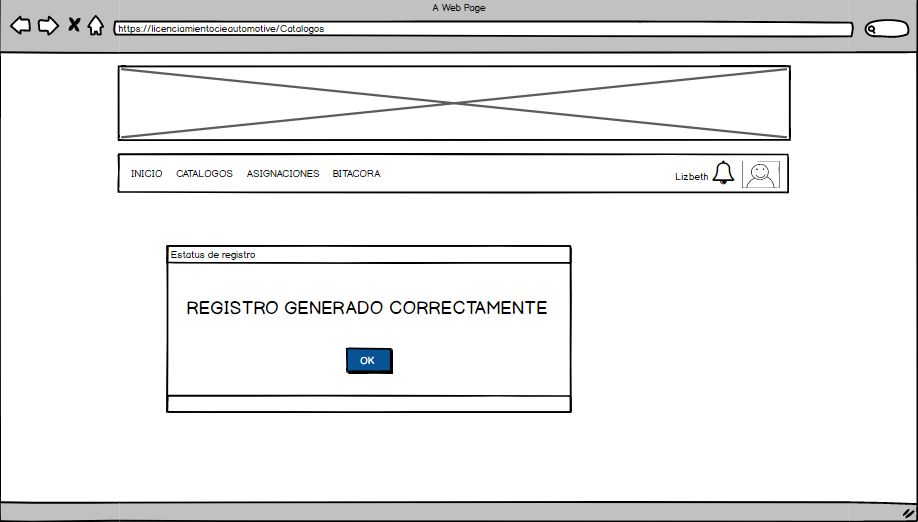 A Web Page
https://licenciamientocieautomotive/Catalogos
INICIO CATALOGOS ASIGNACIONES BITACORA Lizbeth
Estatus de registro
REGISTRO GENERADO CORRECTAMENTE
OK